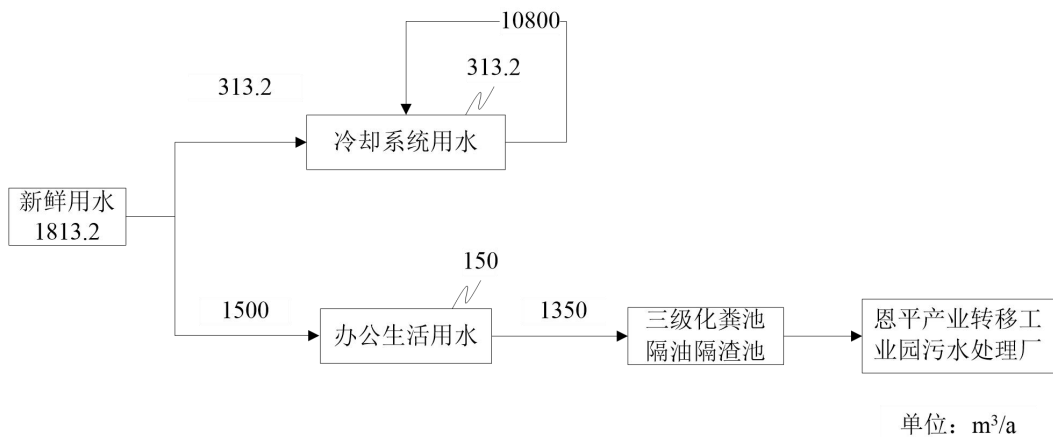 10800
313.2
313.2
冷却系统用水
新鲜用水
1813.2
150
1500
办公生活用水
1350
三级化粪池
隔油隔渣池
恩平产业转移工
业园污水处理厂
单位：m³/a